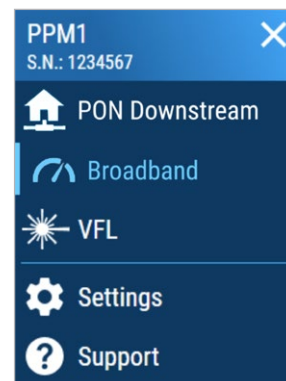 PPM1
S.N.: 1234567
PON Downstream
Broadband
VFL
Settings
? Support